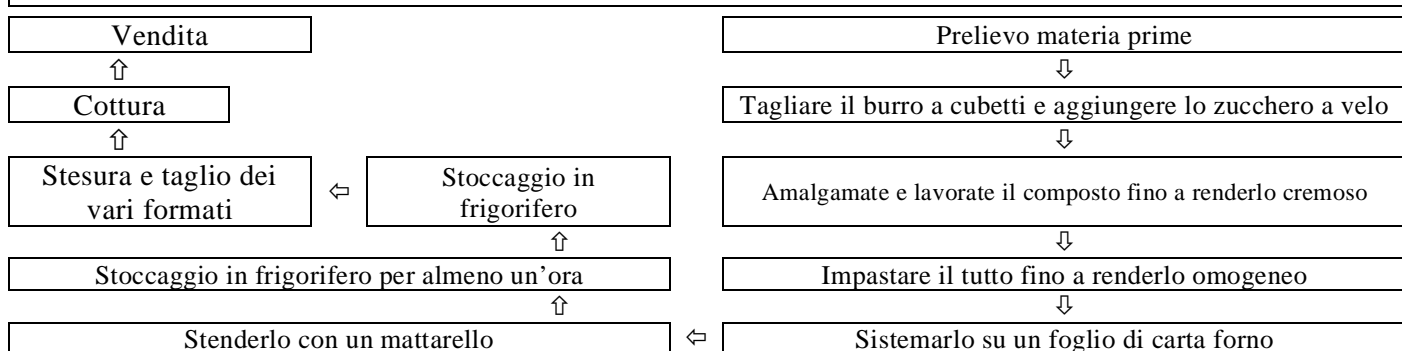 Vendita
Prelievo materia prime
⇧
⇩
Cottura
Tagliare il burro a cubetti e aggiungere lo zucchero a velo
⇧
⇩
Stesura e taglio dei
vari formati
⇦
Stoccaggio in
frigorifero
Amalgamate e lavorate il composto fino a renderlo cremoso
⇧
⇩
Stoccaggio in frigorifero per almeno un’ora
Impastare il tutto fino a renderlo omogeneo
⇧
⇩
Stenderlo con un mattarello
⇦
Sistemarlo su un foglio di carta forno